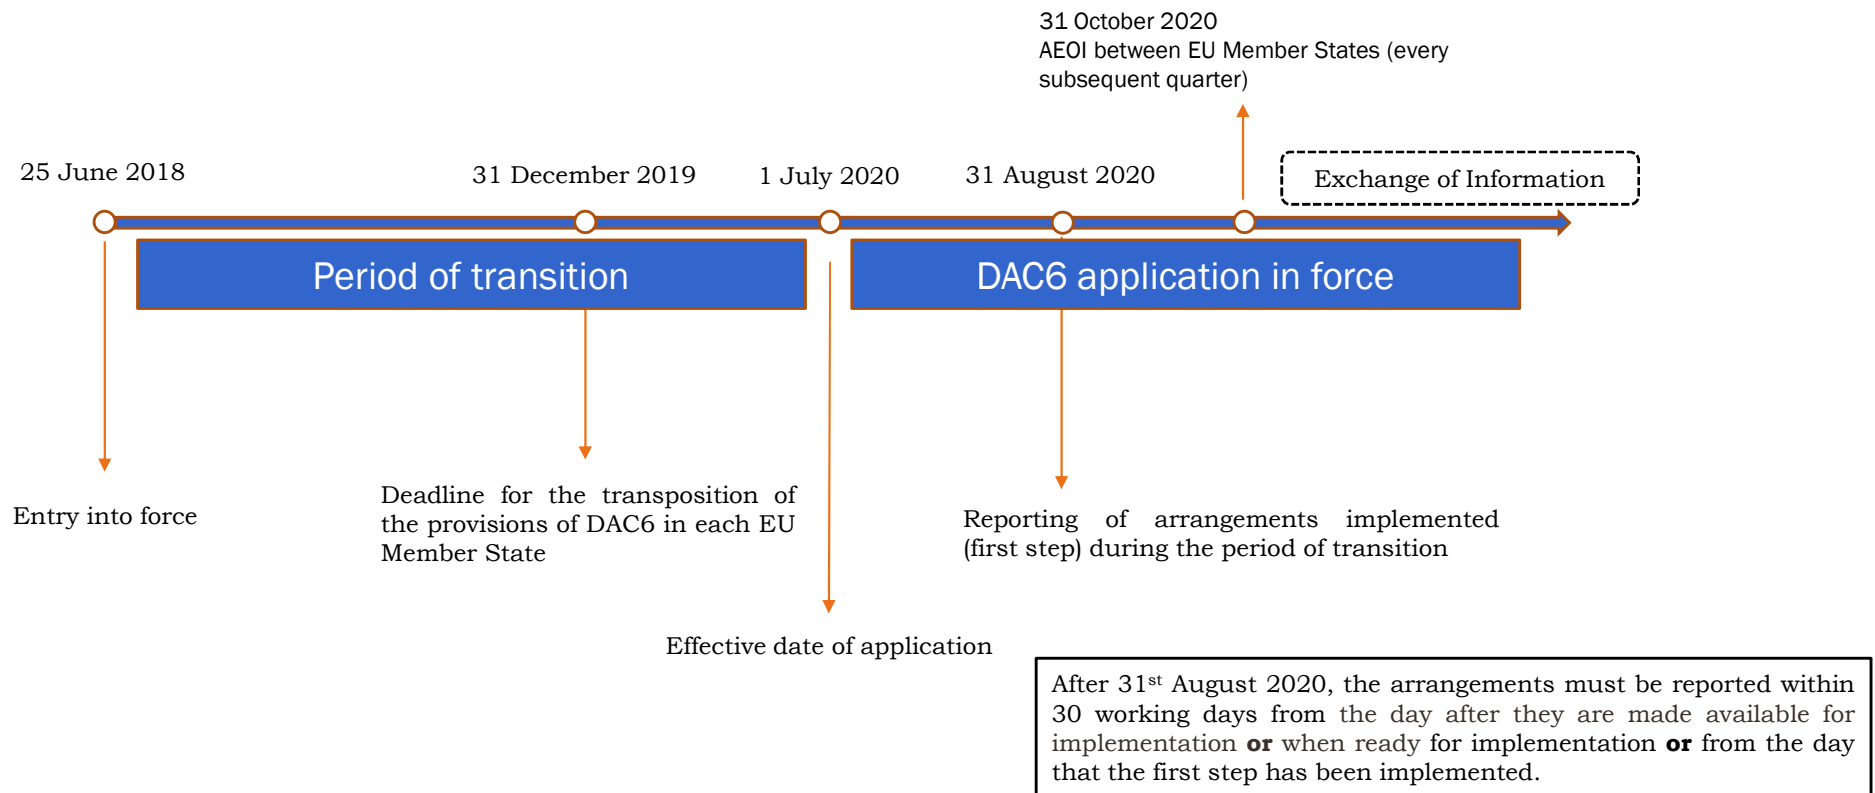 31 October 2020
AEOI between EU Member States (every
subsequent quarter)
25 June 2018
31 December 2019
1 July 2020
31 August 2020
Exchange of Information
Period of transition
DAC6 application in force
Entry into force
Deadline for the transposition of
the provisions of DAC6 in each EU
Member State
Reporting of arrangements implemented
(first step) during the period of transition
Effective date of application
After 31st August 2020, the arrangements must be reported within
30 working days from the day after they are made available for
implementation or when ready for implementation or from the day
that the first step has been implemented.